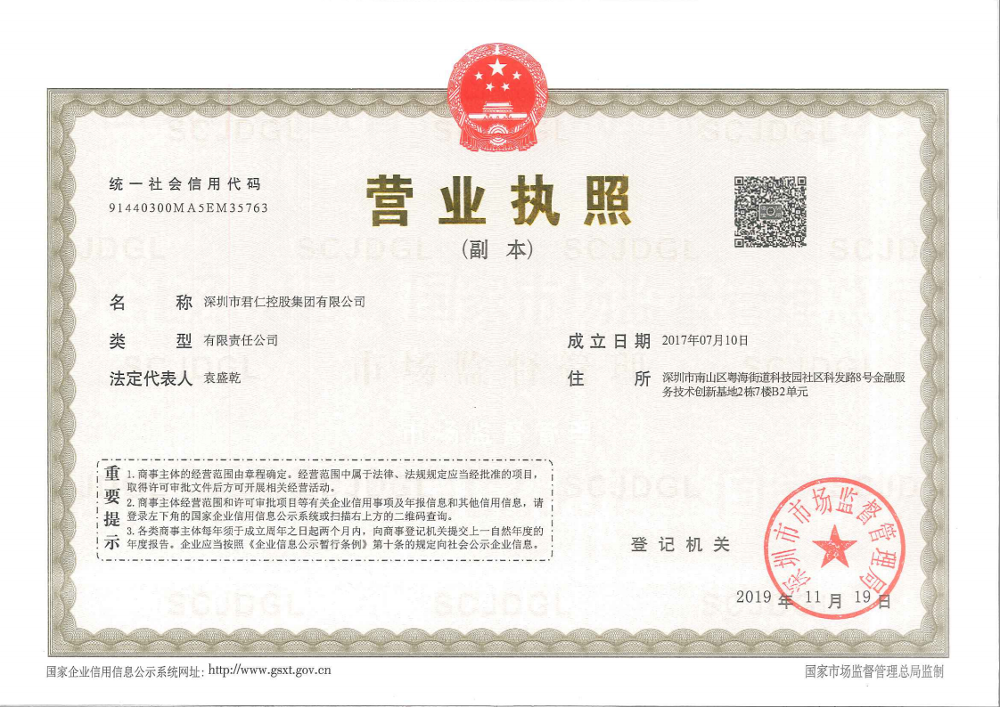 统一社会信用代码
91440300MA5EM35763
营业执照
(副 本)
名 称 深圳市君仁控股集团有限公司
类 型 有限责任公司
成立日期 2017年07月10日
法定代表人 袁盛乾
住 所 深圳市南山区粤海街道科技园社区科发路8号金融服
务技术创新基地2栋7楼B2单元
重要提示
1. 商事主体的经营范围由章程确定。经营范围中属于法律、法规规定应当经批准的项目,
取得许可审批文件后方可开展相关经营活动。
2. 商事主体经营范围和许可审批项目等有关企业信用事项及年报信息和其他信用信息,请
登录左下角的国家企业信用信息公示系统或扫描右上方的二维码查询。
3. 各类商事主体每年须于成立周年之日起两个月内,向商事登记机关提交上一自然年度的
年度报告。企业应当按照《企业信息公示暂行条例》第十条的规定向社会公示企业信息。
登记机关
深圳市市场监督管理局
2019 年 11 月 19 日
国家企业信用信息公示系统网址: http://www.gsxt.gov.cn
国家市场监督管理总局监制
SCJDGL